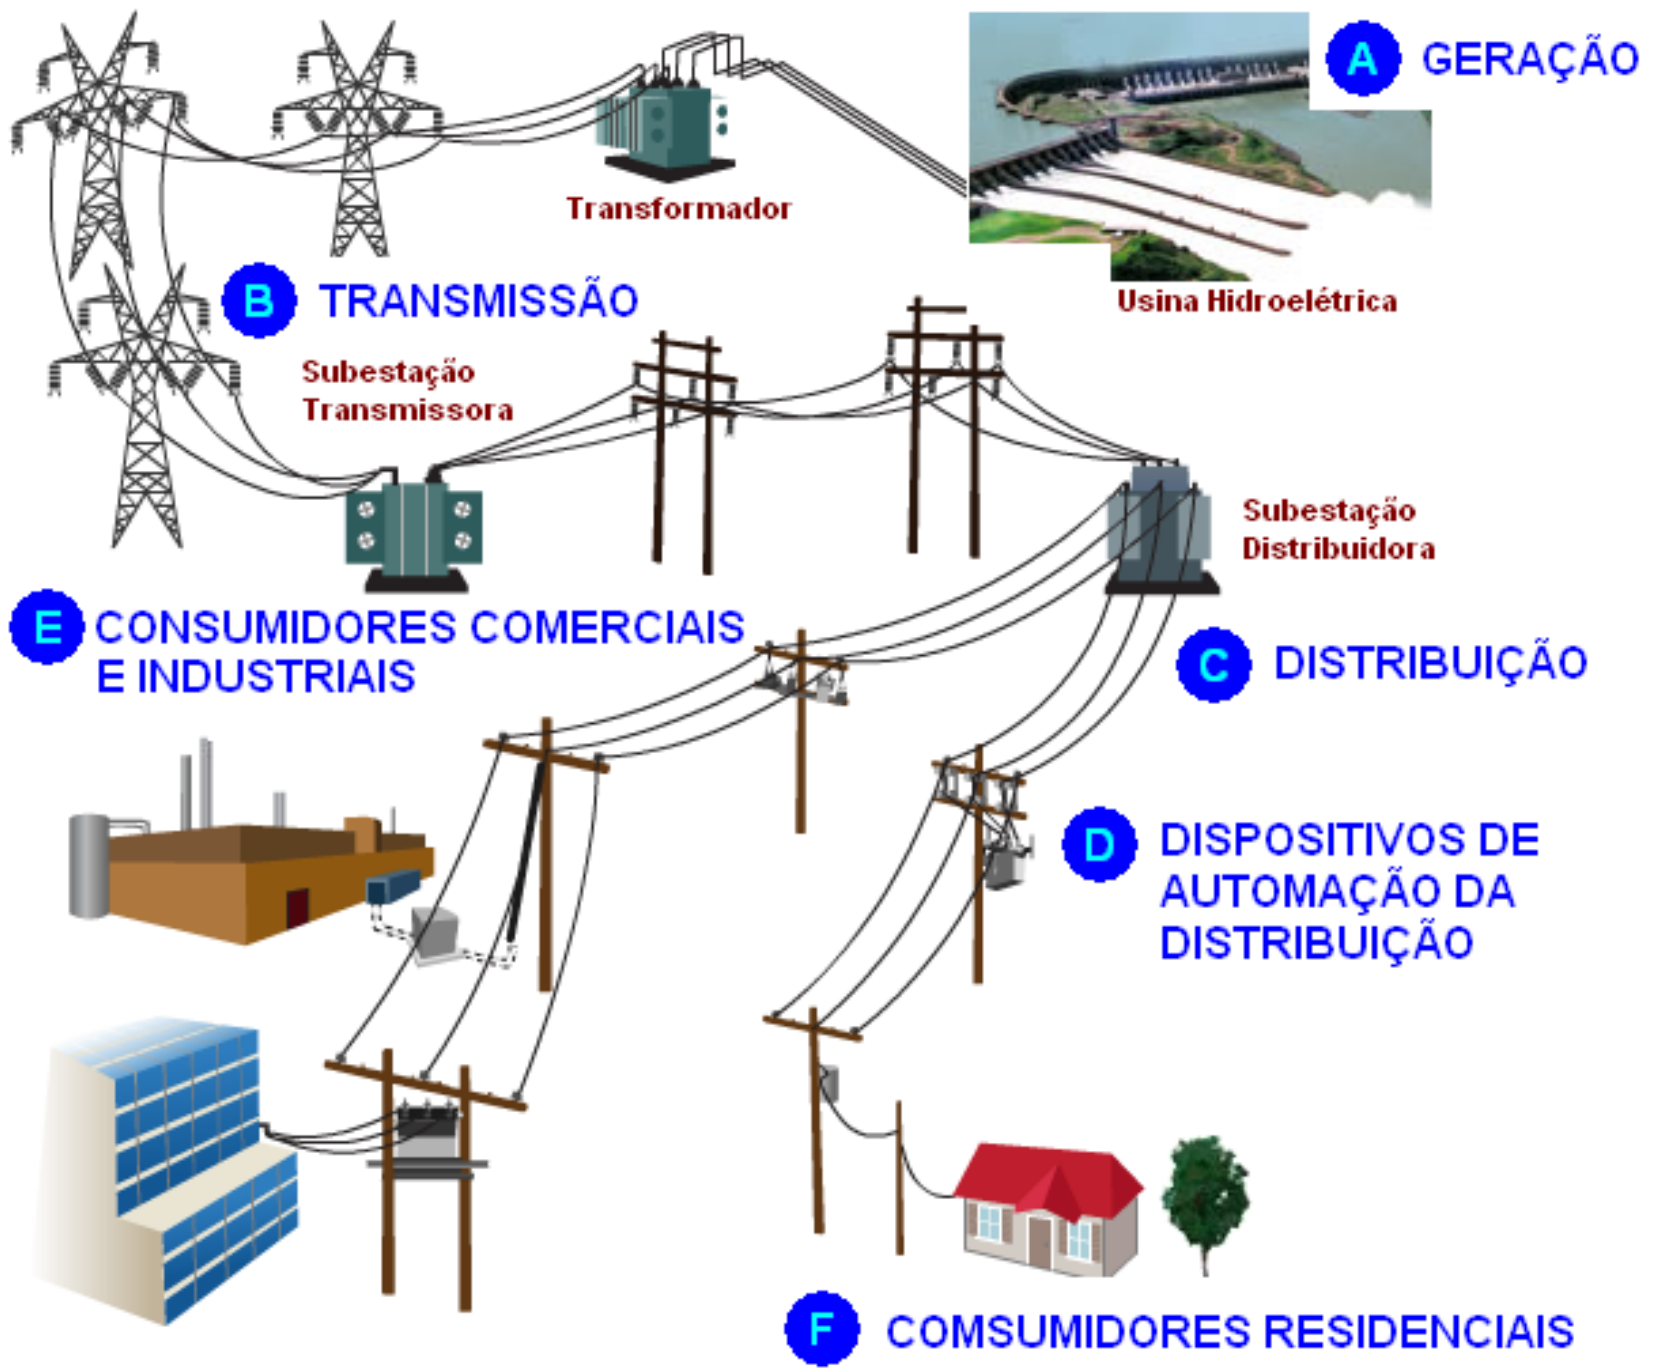 A GERAÇÃO
Transformador
Usina Hidroelétrica
B TRANSMISSÃO
Subestação
Transmissora
Subestação
Distribuidora
E CONSUMIDORES COMERCIAIS
E INDUSTRIAIS
C DISTRIBUIÇÃO
D DISPOSITIVOS DE
AUTOMAÇÃO DA
DISTRIBUIÇÃO
F COMSUMIDORES RESIDENCIAIS